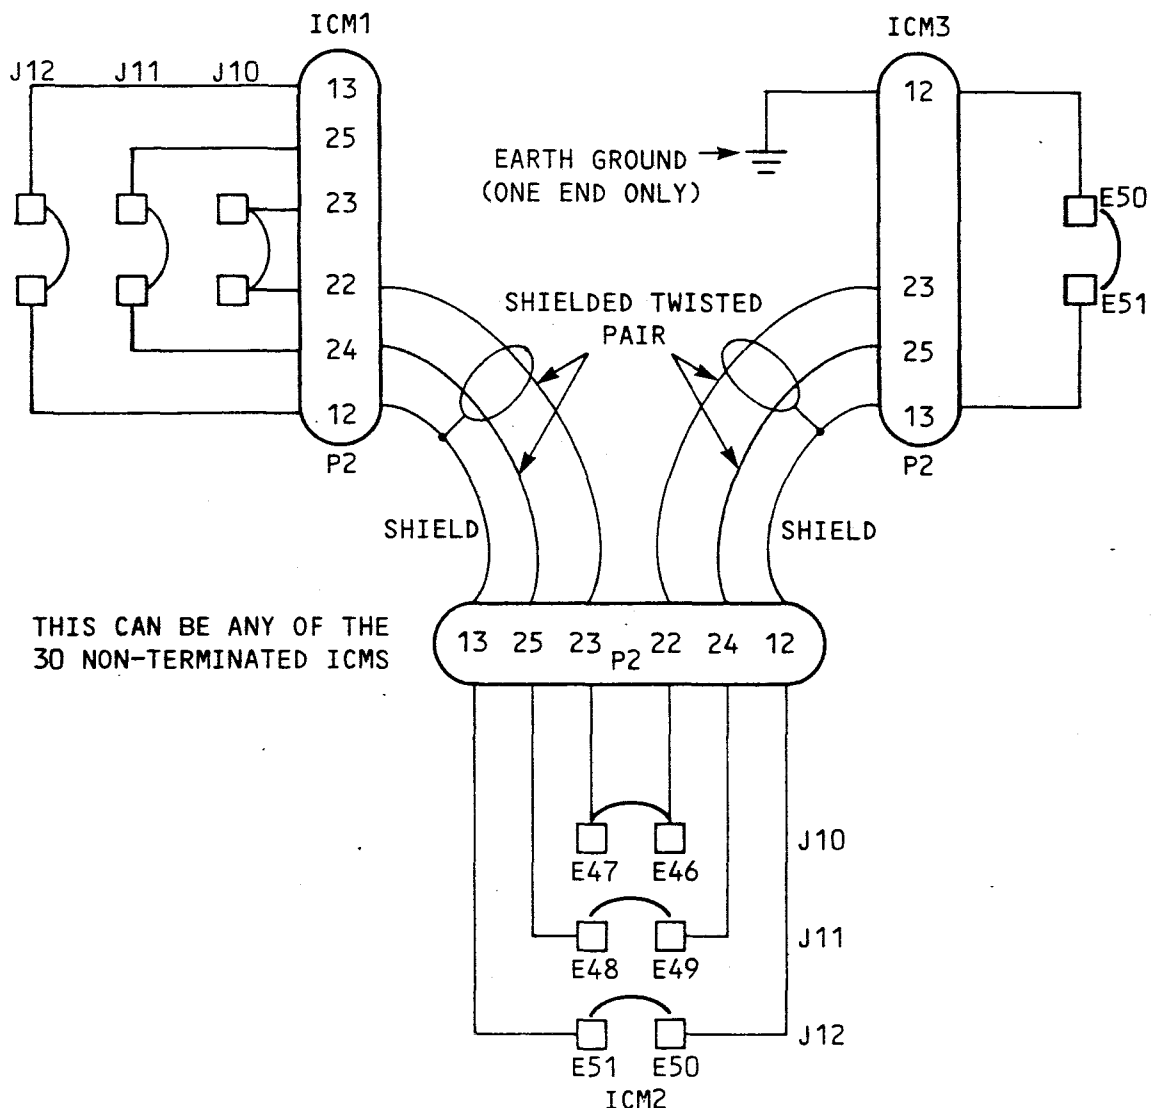 ICM1
ICM3
J12 J11 J10
13
25
23
22
24
12
P2
12
23
25
13
P2
EARTH GROUND
(ONE END ONLY)
E50
E51
SHIELDED TWISTED
PAIR
SHIELD
SHIELD
THIS CAN BE ANY OF THE
30 NON-TERMINATED ICMS
13 25 23 22 24 12
P2
J10
E47 E46
J11
E48 E49
J12
E51 E50
ICM2